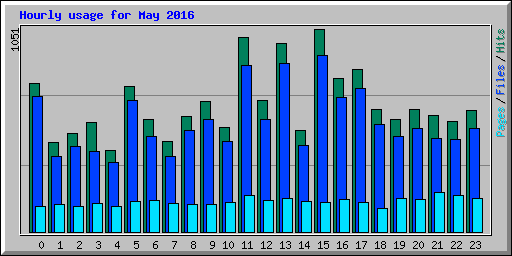 Hourly usage for May 2016
1051
Pages/Files/Hits
0 1 2 3 4 5 6 7 8 9 10 11 12 13 14 15 16 17 18 19 20 21 22 23